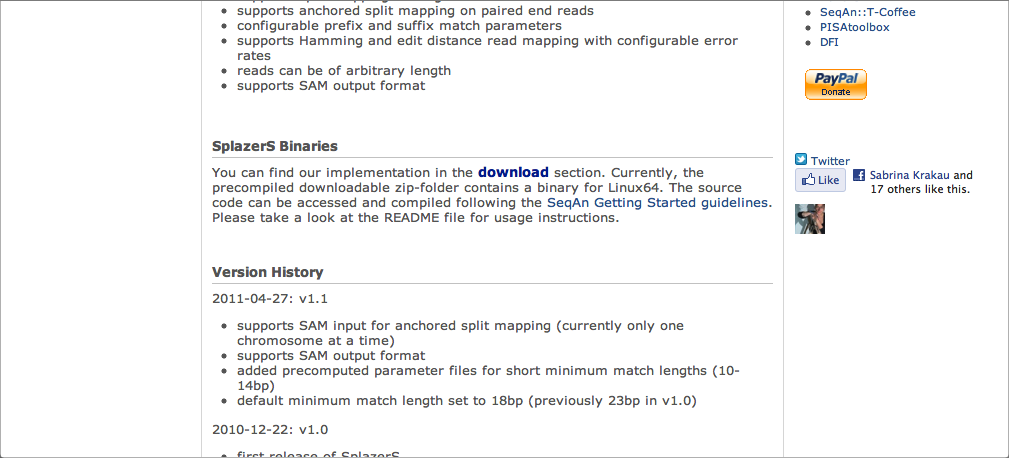 supports anchored split mapping on paired end reads
configurable prefix and suffix match parameters
supports Hamming and edit distance read mapping with configurable error
rates
reads can be of arbitrary length
supports SAM output format
SplazerS Binaries
You can find our implementation in the download section. Currently, the
precompiled downloadable zip-folder contains a binary for Linux64. The source
code can be accessed and compiled following the SeqAn Getting Started guidelines.
Please take a look at the README file for usage instructions.
Version History
2011-04-27: v1.1
supports SAM input for anchored split mapping (currently only one
chromosome at a time)
supports SAM output format
added precomputed parameter files for short minimum match lengths (10-
14bp)
default minimum match length set to 18bp (previously 23bp in v1.0)
2010-12-22: v1.0
first release of SplazerS
SeqAn::T-Coffee
PISAtoolbox
DFI
PayPal
Donate
Twitter
Like
Sabrina Krakau and
17 others like this.